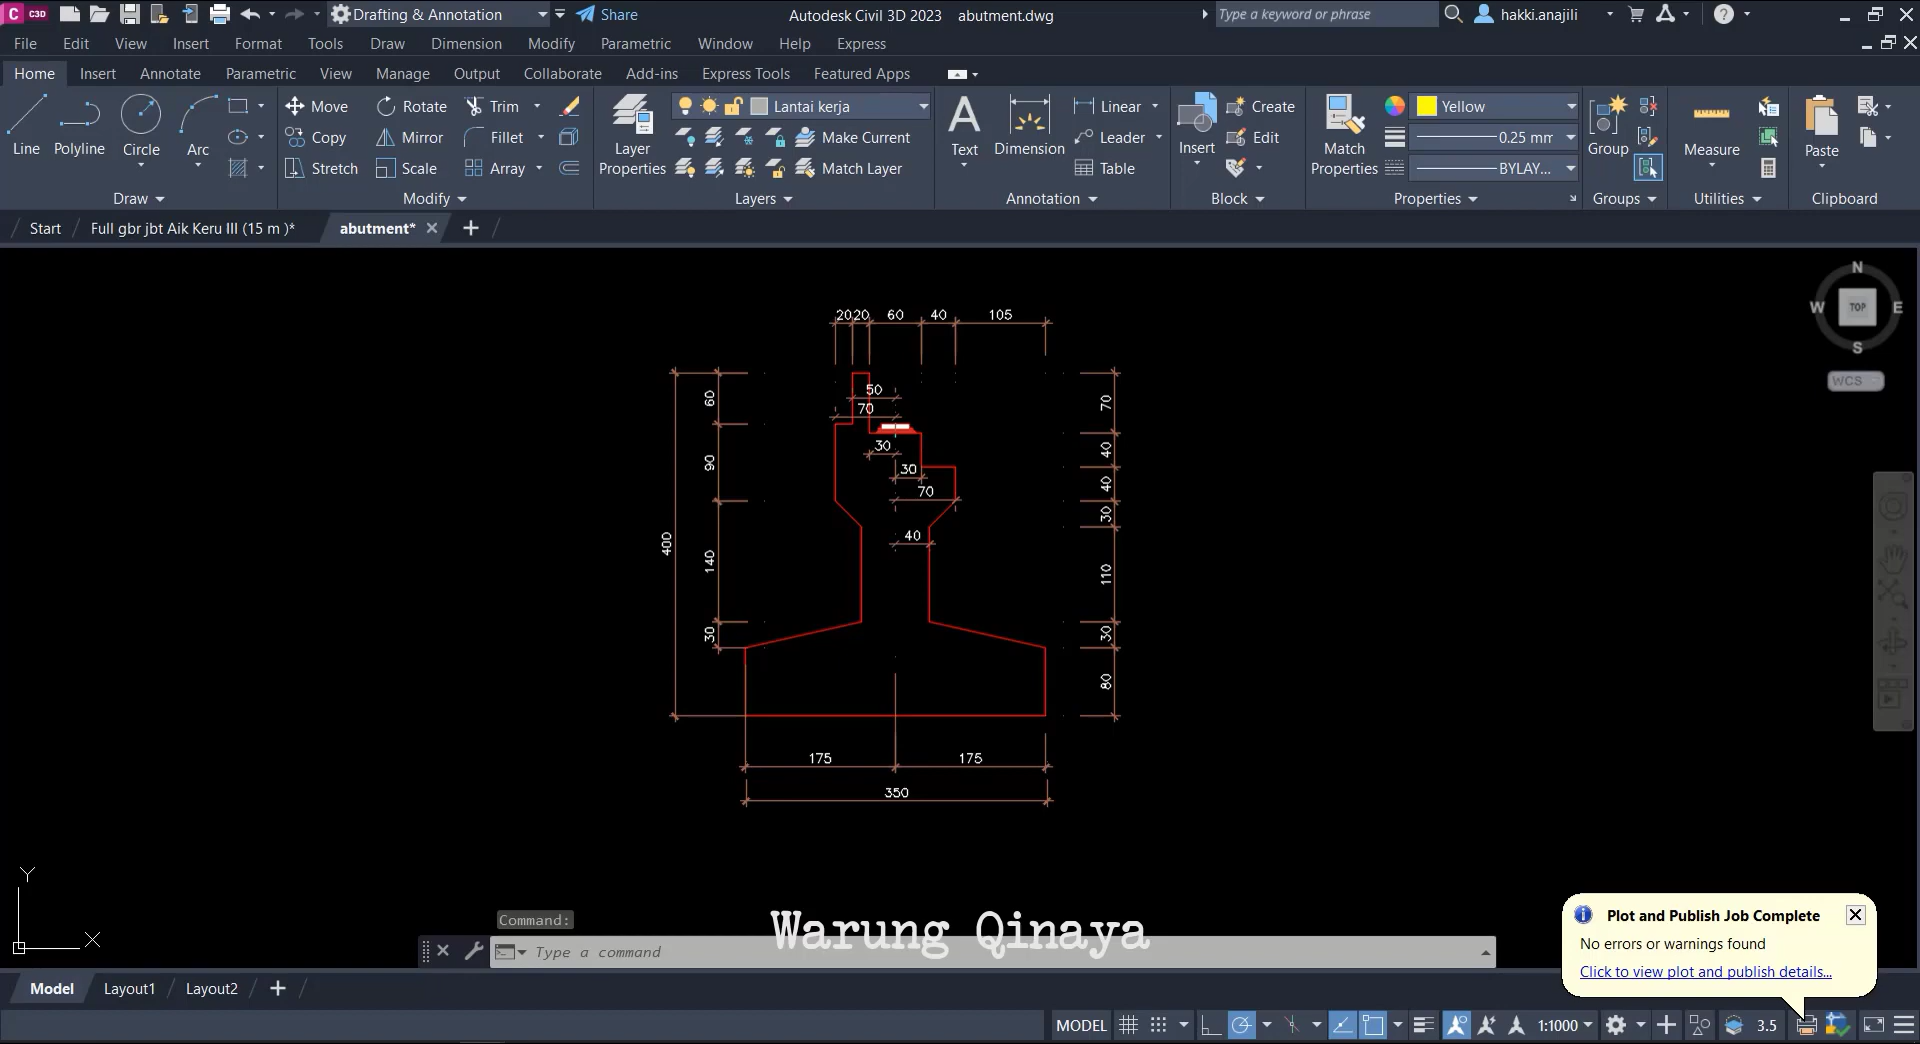 C C3D Drafting & Annotation Share Autodesk Civil 3D 2023 abutment.dwg Type a keyword or phrase hakki.anajili
File Edit View Insert Format Tools Draw Dimension Modify Parametric Window Help Express
Home Insert Annotate Parametric View Manage Output Collaborate Add-ins Express Tools Featured Apps
Move Rotate Trim Lantai kerja Linear Create Yellow
Line Polyline Circle Arc Copy Mirror Fillet Make Current Text Dimension Leader Insert Edit 0.25 mm Group Measure Paste
Stretch Scale Array Layer Properties Match Layer Table Match Properties BYLAY...
Draw Modify Layers Annotation Block Properties Groups Utilities Clipboard
Start Full gbr jbt Aik Keru III (15 m )* abutment*
N
W TOP E
S
WCS
20 20 60 40 105
60
90
140
30
400
50
70
30
30
70
40
70
40
40
30
110
30
80
175 175
350
Y
X
Command:
Type a command
Warung Qinaya
Plot and Publish Job Complete
No errors or warnings found
Click to view plot and publish details...
Model Layout1 Layout2
MODEL 1:1000 3.5